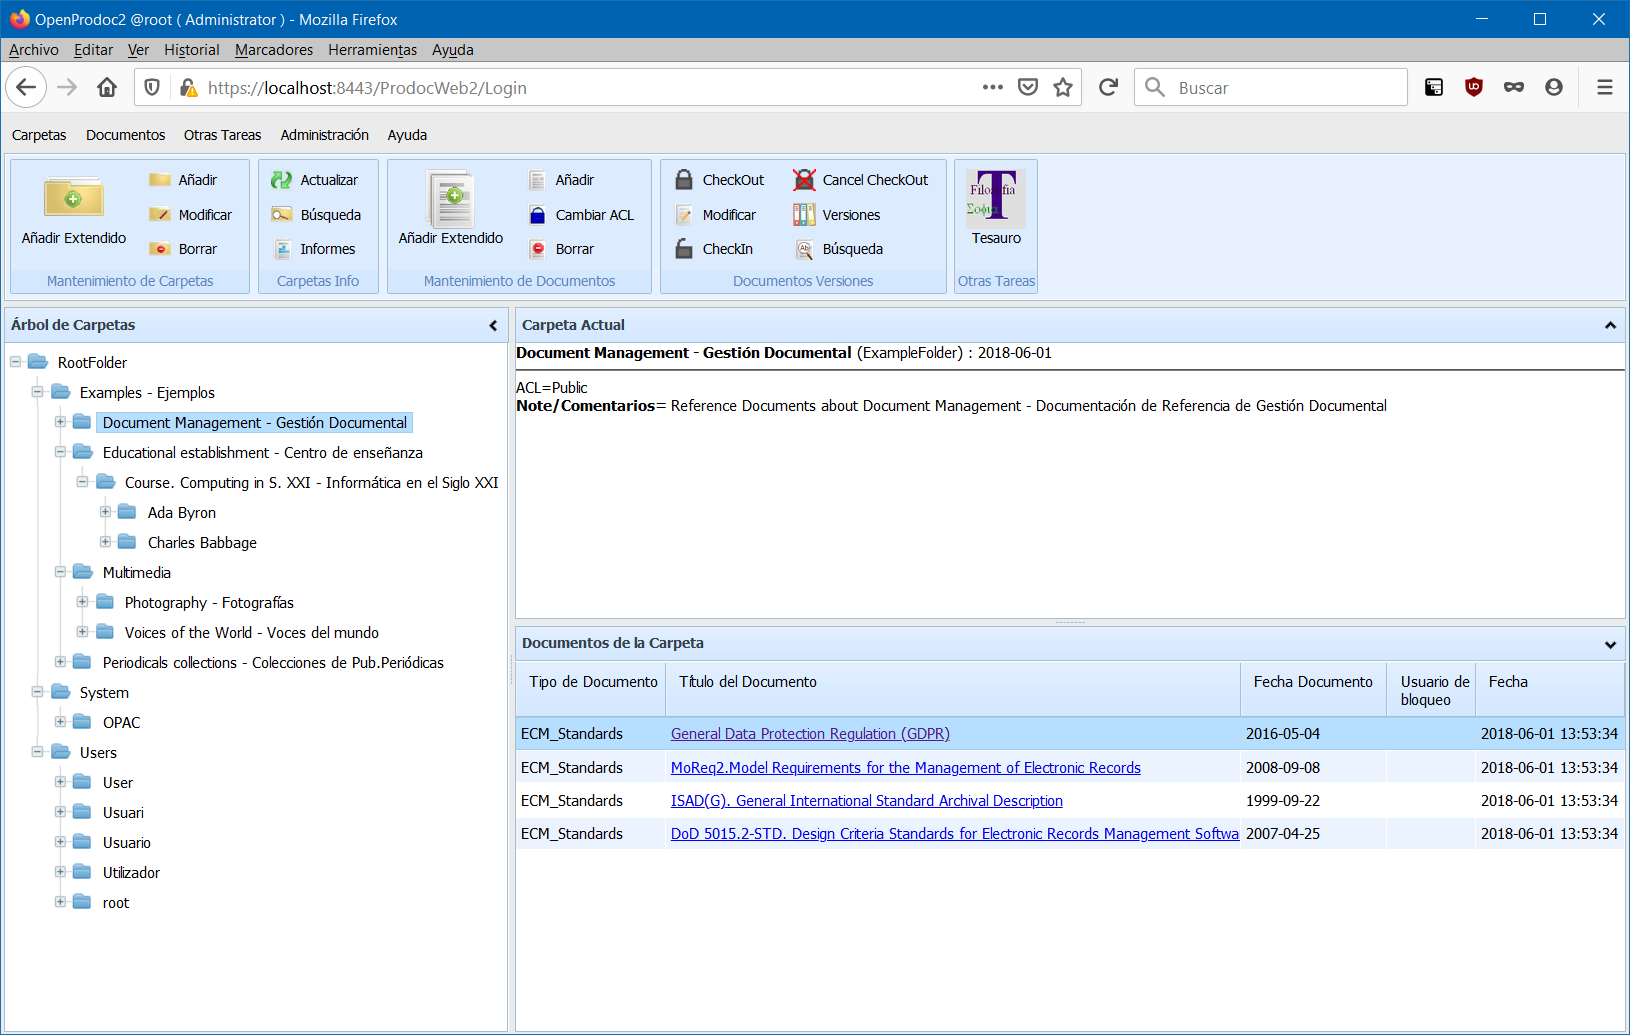 OpenProdoc2 @root ( Administrator ) - Mozilla Firefox
Archivo Editar Ver Historial Marcadores Herramientas Ayuda
https://localhost:8443/ProdocWeb2/Login
Buscar
Carpetas Documentos Otras Tareas Administración Ayuda
Añadir Extendido
Añadir
Modificar
Borrar
Mantenimiento de Carpetas
Actualizar
Búsqueda
Informes
Carpetas Info
Añadir Extendido
Añadir
Cambiar ACL
Borrar
Mantenimiento de Documentos
CheckOut
Modificar
CheckIn
Cancel CheckOut
Versiones
Búsqueda
Documentos Versiones
Tesauro
Otras Tareas
Árbol de Carpetas
RootFolder
Examples - Ejemplos
Document Management - Gestión Documental
Educational establishment - Centro de enseñanza
Course. Computing in S. XXI - Informática en el Siglo XXI
Ada Byron
Charles Babbage
Multimedia
Photography - Fotografías
Voices of the World - Voces del mundo
Periodicals collections - Colecciones de Pub.Periódicas
System
OPAC
Users
User
Usuari
Usuario
Utilizador
root
Carpeta Actual
Document Management - Gestión Documental (ExampleFolder) : 2018-06-01
ACL=Public
Note/Comentarios= Reference Documents about Document Management - Documentación de Referencia de Gestión Documental
Documentos de la Carpeta
Tipo de Documento Título del Documento Fecha Documento Usuario de bloqueo Fecha
ECM_Standards General Data Protection Regulation (GDPR) 2016-05-04 2018-06-01 13:53:34
ECM_Standards MoReq2.Model Requirements for the Management of Electronic Records 2008-09-08 2018-06-01 13:53:34
ECM_Standards ISAD(G). General International Standard Archival Description 1999-09-22 2018-06-01 13:53:34
ECM_Standards DoD 5015.2-STD. Design Criteria Standards for Electronic Records Management Softwa 2007-04-25 2018-06-01 13:53:34